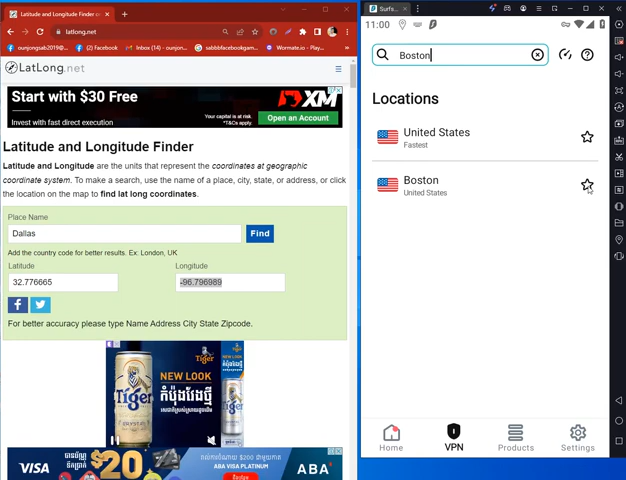 Latitude and Longitude Finder o
latlong.net
ounjongsab2019@...
(2) Facebook
Inbox (14) - ounjon...
sabbbfacebookgam...
Wormate.io - Play...
LatLong.net
Start with $30 Free
Invest with fast direct execution
Your capital is at risk.
*T&Cs apply.
XM
Open an Account
Latitude and Longitude Finder
Latitude and Longitude are the units that represent the coordinates at geographic
coordinate system. To make a search, use the name of a place, city, state, or address, or click
the location on the map to find lat long coordinates.
Place Name
Dallas
Find
Add the country code for better results. Ex: London, UK
Latitude
Longitude
32.776665
-96.796989
For better accuracy please type Name Address City State Zipcode.
Tiger
NEW LOOK
Tiger
VISA
$20
ABA VISA PLATINUM
ABA'
Surfs...
11:00
Boston
Locations
United States
Fastest
Boston
United States
Home
VPN
Products
Settings